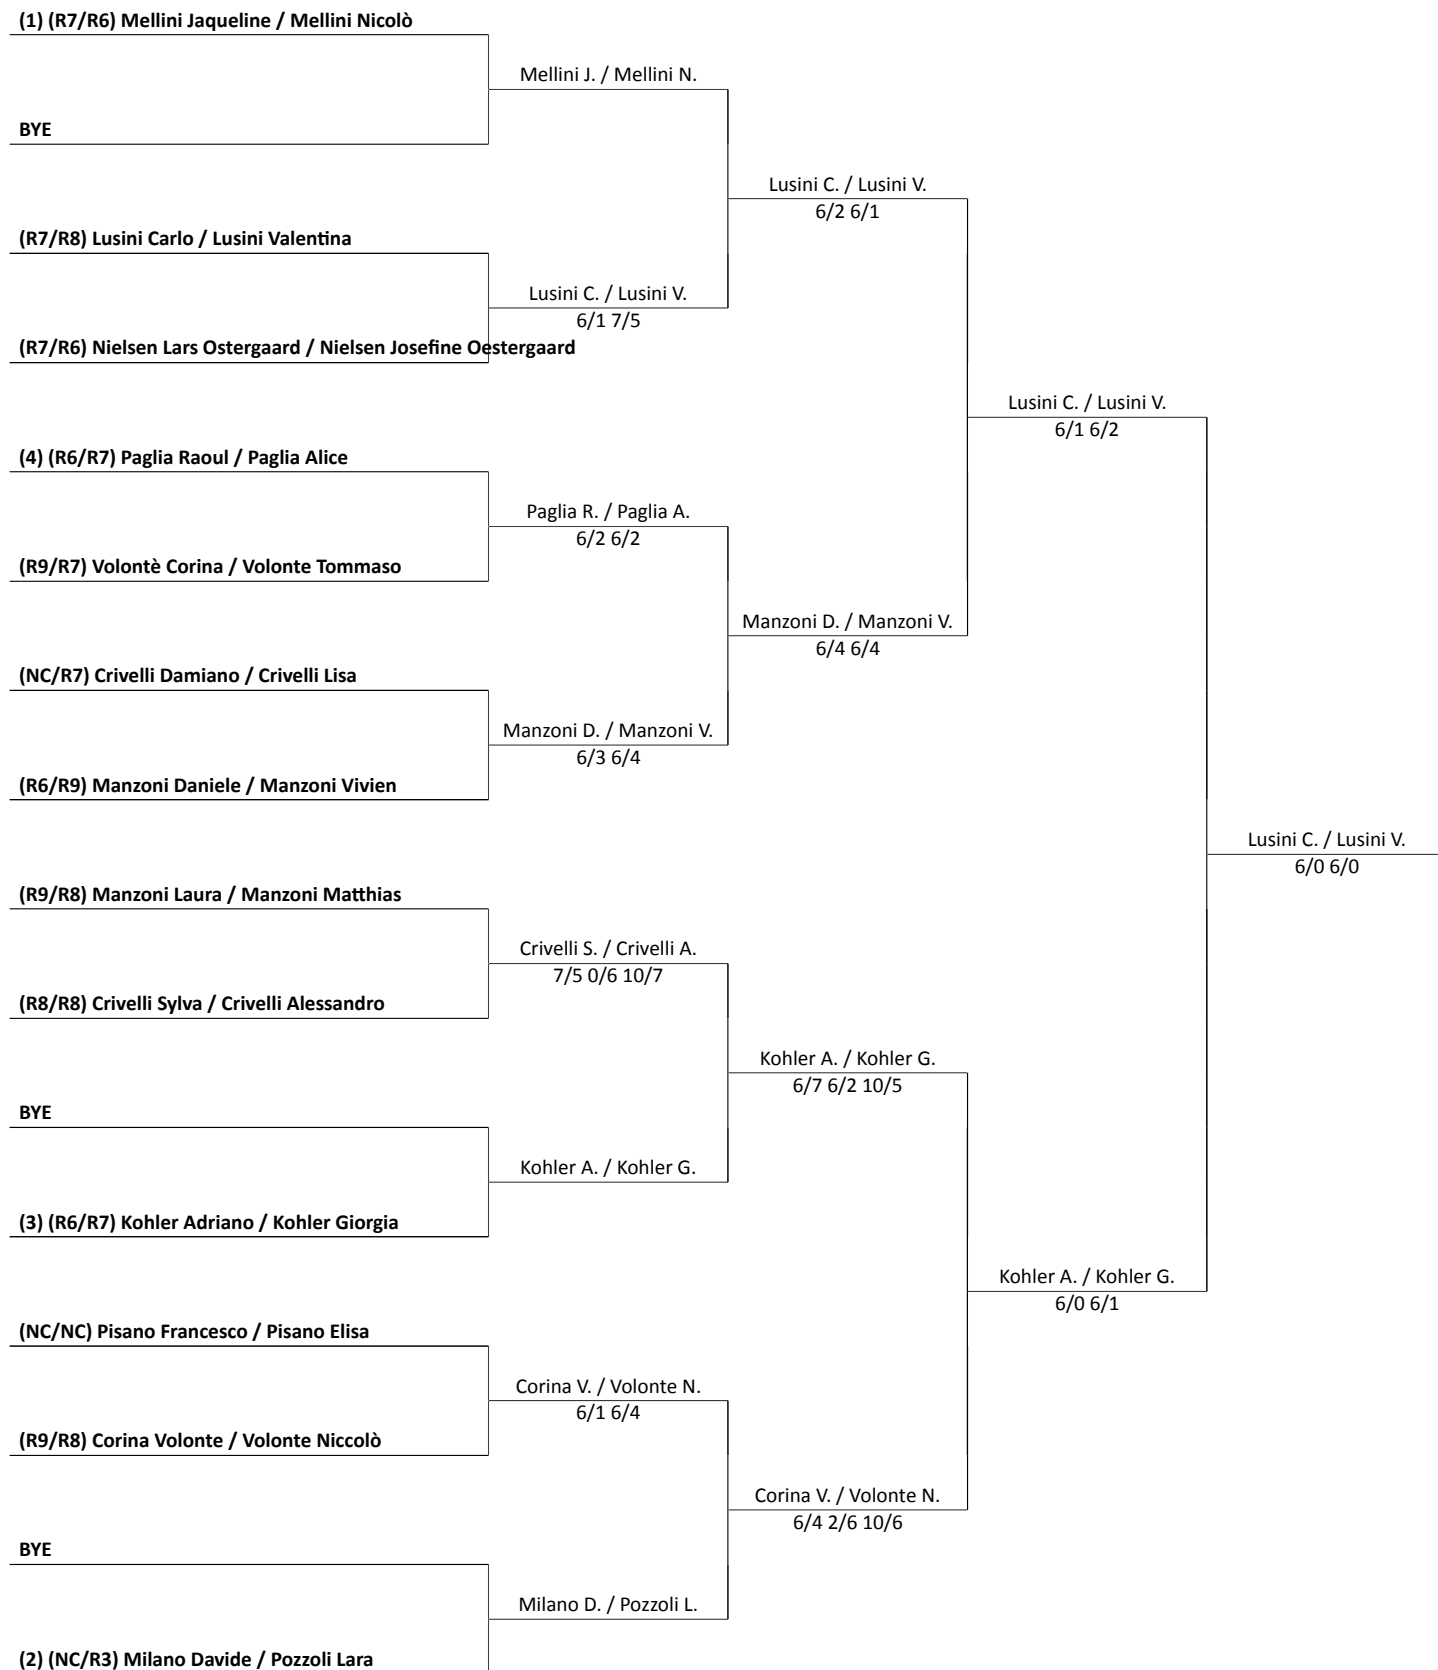 (1) (R7/R6) Mellini Jaqueline / Mellini Nicolò
Mellini J. / Mellini N.
BYE
Lusini C. / Lusini V.
6/2 6/1
(R7/R8) Lusini Carlo / Lusini Valentina
Lusini C. / Lusini V.
6/1 7/5
(R7/R6) Nielsen Lars Ostergaard / Nielsen Josefine Oestergaard
Lusini C. / Lusini V.
6/1 6/2
(4) (R6/R7) Paglia Raoul / Paglia Alice
Paglia R. / Paglia A.
6/2 6/2
(R9/R7) Volontè Corina / Volonte Tommaso
Manzoni D. / Manzoni V.
6/4 6/4
(NC/R7) Crivelli Damiano / Crivelli Lisa
Manzoni D. / Manzoni V.
6/3 6/4
(R6/R9) Manzoni Daniele / Manzoni Vivien
Lusini C. / Lusini V.
6/0 6/0
(R9/R8) Manzoni Laura / Manzoni Matthias
Crivelli S. / Crivelli A.
7/5 0/6 10/7
(R8/R8) Crivelli Sylva / Crivelli Alessandro
Kohler A. / Kohler G.
6/7 6/2 10/5
BYE
Kohler A. / Kohler G.
(3) (R6/R7) Kohler Adriano / Kohler Giorgia
Kohler A. / Kohler G.
6/0 6/1
(NC/NC) Pisano Francesco / Pisano Elisa
Corina V. / Volonte N.
6/1 6/4
(R9/R8) Corina Volonte / Volonte Niccolò
Corina V. / Volonte N.
6/4 2/6 10/6
BYE
Milano D. / Pozzoli L.
(2) (NC/R3) Milano Davide / Pozzoli Lara